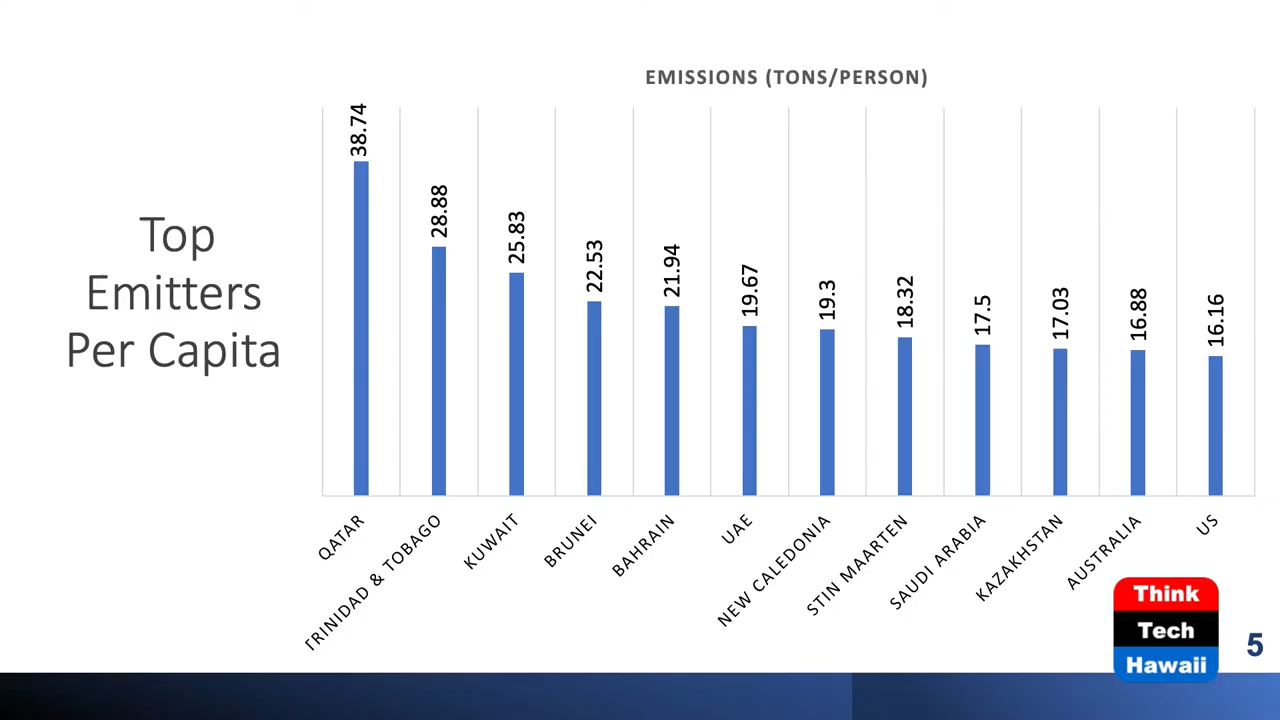 EMISSIONS (TONS/PERSON)
Top
Emitters
Per Capita
38.74
28.88
25.83
22.53
21.94
19.67
19.3
18.32
17.5
17.03
16.88
16.16
QATAR
TRINIDAD & TOBAGO
KUWAIT
BRUNEI
BAHRAIN
UAE
NEW CALEDONIA
STIN MAARTEN
SAUDI ARABIA
KAZAKHSTAN
AUSTRALIA
US
Think
Tech
Hawaii
5